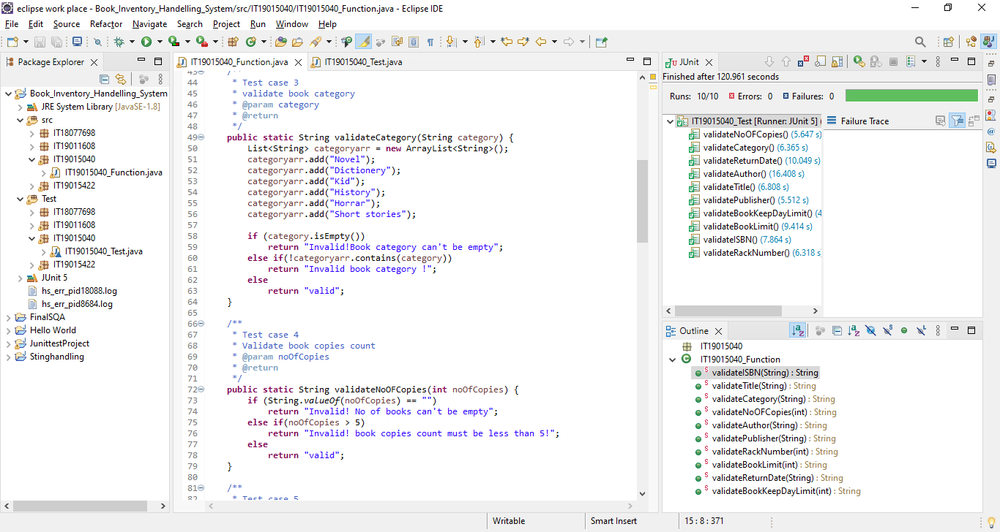 eclipse work place - Book_Inventory_Handelling_System/src/IT19015040/IT19015040_Function.java - Eclipse IDE
File Edit Source Refactor Navigate Search Project Run Window Help
Package Explorer
Book_Inventory_Handelling_System
JRE System Library [JavaSE-1.8]
src
IT18077698
IT19011608
IT19015040
IT19015040_Function.java
IT19015422
Test
IT18077698
IT19011608
IT19015040
IT19015040_Test.java
IT19015422
JUnit 5
hs_err_pid18088.log
hs_err_pid8684.log
FinalSQA
Hello World
JunittestProject
Stinghandling
IT19015040_Function.java IT19015040_Test.java
43 /**
44 * Test case 3
45 * validate book category
46 * @param category
47 * @return
48 */
49 public static String validateCategory(String category) {
50 List<String> categoryarr = new ArrayList<String>();
51 categoryarr.add("Novel");
52 categoryarr.add("Dictionery");
53 categoryarr.add("Kid");
54 categoryarr.add("History");
55 categoryarr.add("Horrar");
56 categoryarr.add("Short stories");
57
58 if (category.isEmpty())
59 return "Invalid!Book category can't be empty";
60 else if(!categoryarr.contains(category))
61 return "Invalid book category !";
62 else
63 return "valid";
64 }
65
66 /**
67 * Test case 4
68 * Validate book copies count
69 * @param noOfCopies
70 * @return
71 */
72 public static String validateNoOFCopies(int noOfCopies) {
73 if (String.valueOf(noOfCopies) == "")
74 return "Invalid! No of books can't be empty";
75 else if(noOfCopies > 5)
76 return "Invalid! book copies count must be less than 5!";
77 else
78 return "valid";
79 }
80
81 /**
82 * Test case 5
JUnit
Finished after 120.961 seconds
Runs: 10/10 Errors: 0 Failures: 0
IT19015040_Test [Runner: JUnit 5]
validateNoOFCopies() (5.647 s)
validateCategory() (6.365 s)
validateReturnDate() (10.049 s)
validateAuthor() (16.408 s)
validateTitle() (6.808 s)
validatePublisher() (5.512 s)
validateBookKeepDayLimit() (4
validateBookLimit() (9.414 s)
validateISBN() (7.864 s)
validateRackNumber() (6.318 s
Failure Trace
Outline
IT19015040
IT19015040_Function
validateISBN(String) : String
validateTitle(String) : String
validateCategory(String) : String
validateNoOFCopies(int) : String
validateAuthor(String) : String
validatePublisher(String) : String
validateRackNumber(int) : String
validateBookLimit(int) : String
validateReturnDate(String) : String
validateBookKeepDayLimit(int) : String
Writable Smart Insert 15 : 8 : 371